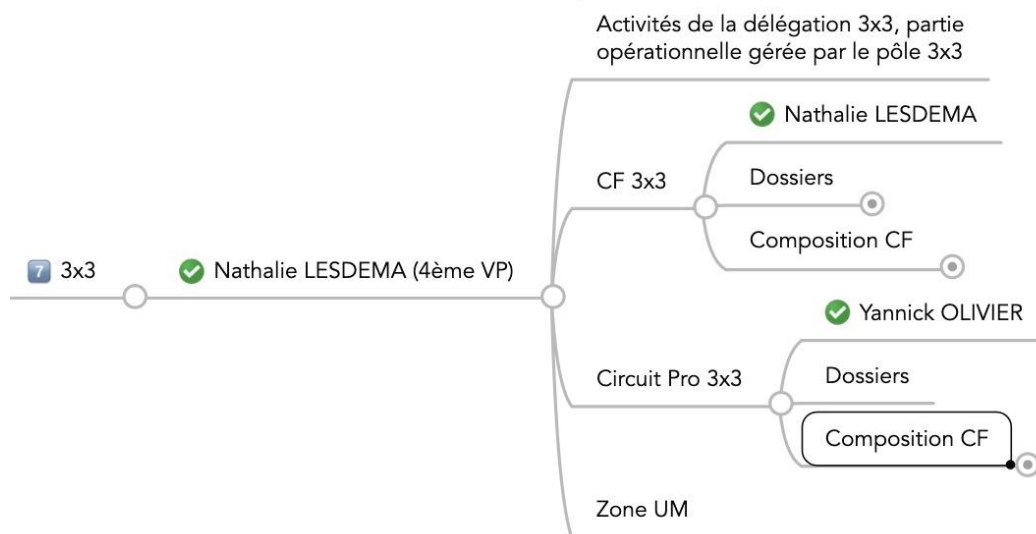 Activités de la délégation 3x3, partie
opérationnelle gérée par le pôle 3x3
Nathalie LESDEMA
CF 3x3
Dossiers
Composition CF
7 3x3
Nathalie LESDEMA (4ème VP)
Yannick OLIVIER
Circuit Pro 3x3
Dossiers
Composition CF
Zone UM